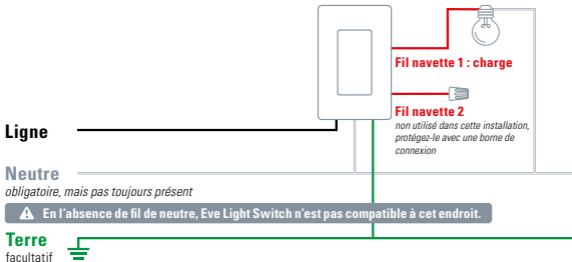 Fil navette 1 : charge
Fil navette 2
non utilisé dans cette installation,
protégez-le avec une borne de
connexion
Ligne
Neutre
obligatoire, mais pas toujours présent
En l'absence de fil de neutre, Eve Light Switch n'est pas compatible à cet endroit.
Terre
facultatif